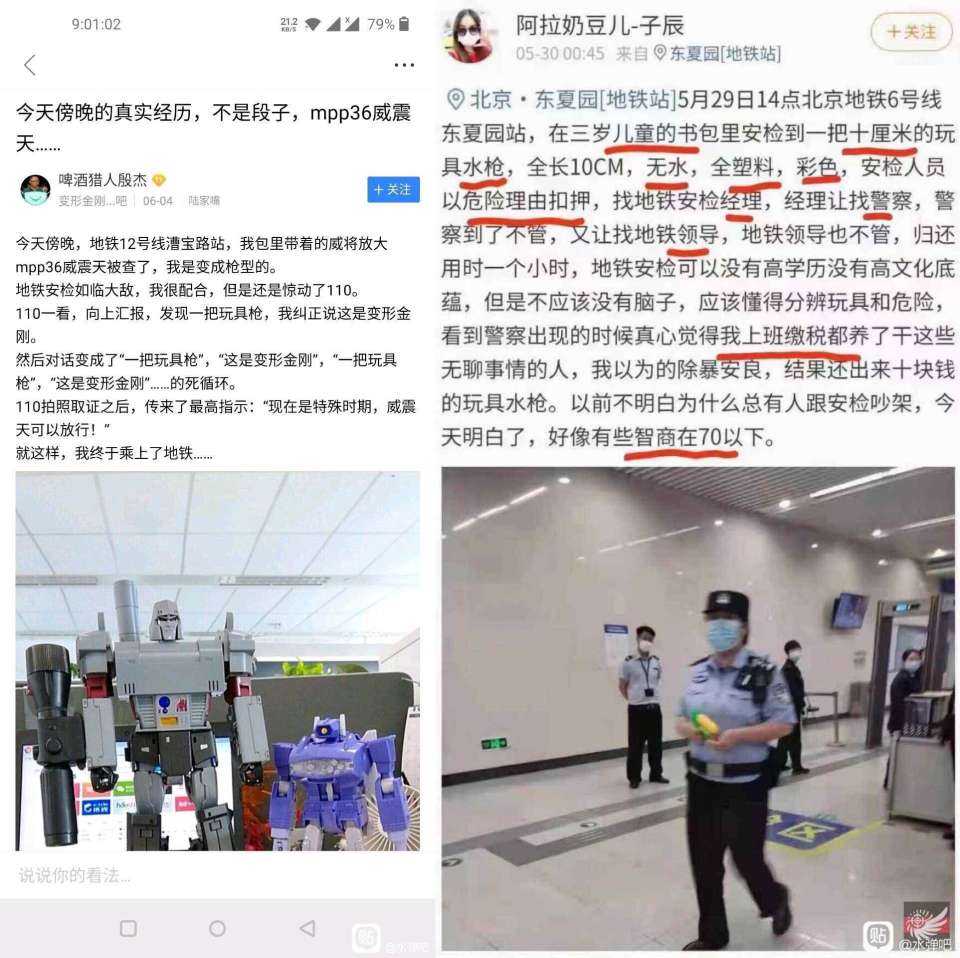 9:01:02
21.2
KB/S
79%
今天傍晚的真实经历，不是段子，mpp36威震
天……
啤酒猎人殷杰
变形金刚...吧 | 06-04 陆家嘴
+关注
今天傍晚，地铁12号线漕宝路站，我包里带着的威将放大
mpp36威震天被查了，我是变成枪型的。
地铁安检如临大敌，我很配合，但是还是惊动了110。
110一看，向上汇报，发现一把玩具枪，我纠正说这是变形金
刚。
然后对话变成了“一把玩具枪”，“这是变形金刚”，“一把玩具
枪”，“这是变形金刚”……的死循环。
110拍照取证之后，传来了最高指示：“现在是特殊时期，威震
天可以放行！”
就这样，我终于乘上了地铁……
说说你的看法...
贴
@水弹吧
阿拉奶豆儿-子辰
+关注
05-30 00:45 来自 东夏园[地铁站]
北京·东夏园[地铁站]5月29日14点北京地铁6号线
东夏园站，在三岁儿童的书包里安检到一把十厘米的玩
具水枪，全长10CM，无水，全塑料，彩色，安检人员
以危险理由扣押，找地铁安检经理，经理让找警察，警
察到了不管，又让找地铁领导，地铁领导也不管，归还
用时一个小时，地铁安检可以没有高学历没有高文化底
蕴，但是不应该没有脑子，应该懂得分辨玩具和危险，
看到警察出现的时候真心觉得我上班缴税都养了干这些
无聊事情的人，我以为的除暴安良，结果还出来十块钱
的玩具水枪。以前不明白为什么总有人跟安检吵架，今
天明白了，好像有些智商在70以下。
贴
@水弹吧